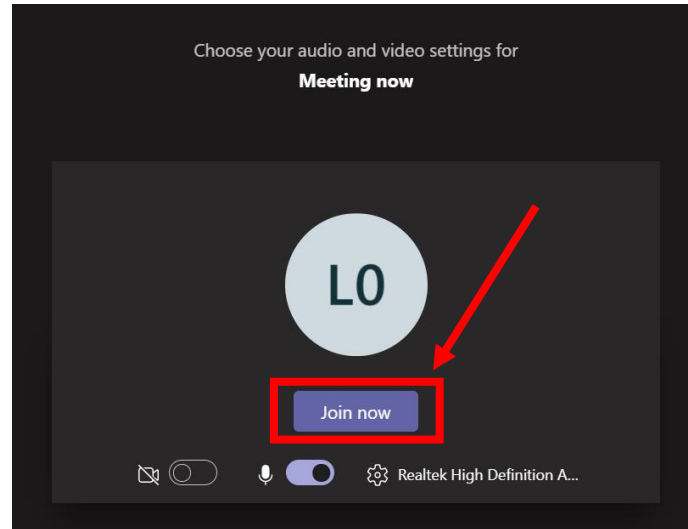 Choose your audio and video settings for
Meeting now
L0
Join now
Realtek High Definition A...